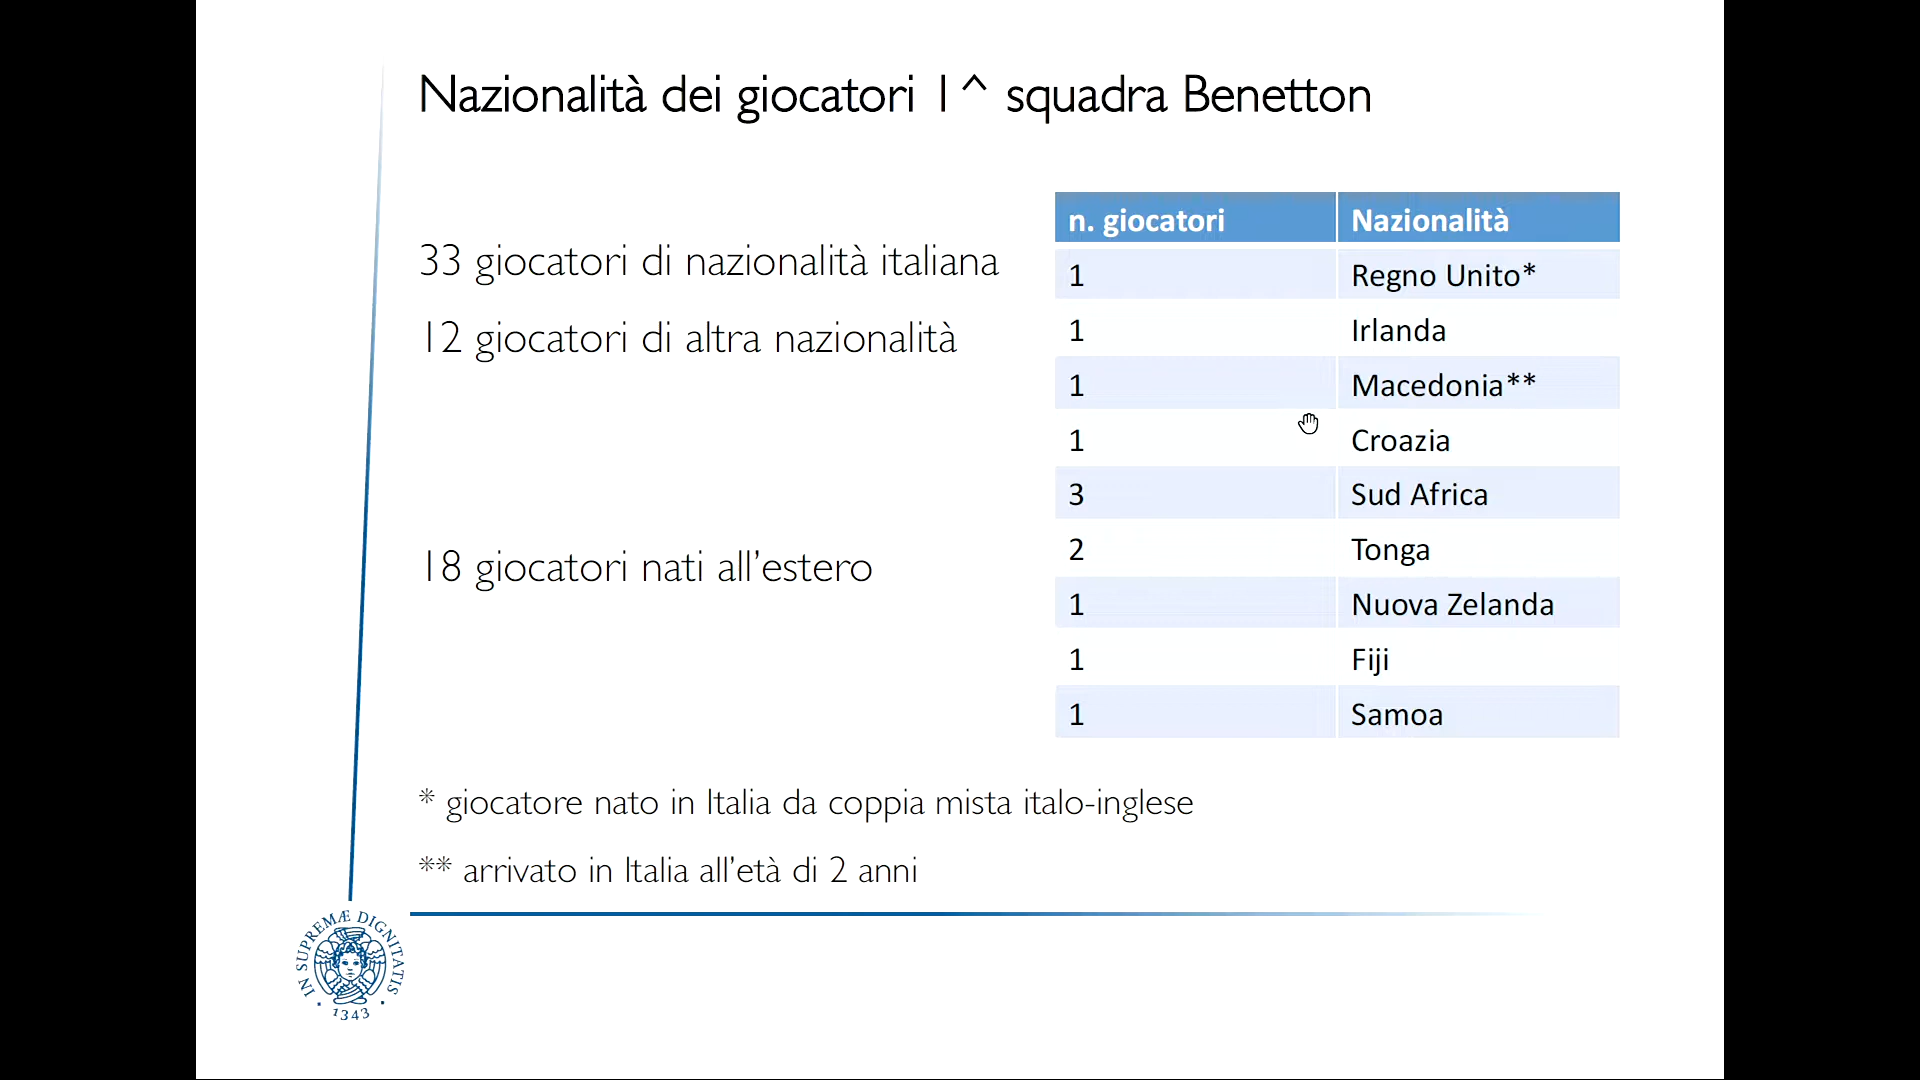 Nazionalità dei giocatori 1^ squadra Benetton
33 giocatori di nazionalità italiana
12 giocatori di altra nazionalità
18 giocatori nati all’estero
n. giocatori Nazionalità
1 Regno Unito*
1 Irlanda
1 Macedonia**
1 Croazia
3 Sud Africa
2 Tonga
1 Nuova Zelanda
1 Fiji
1 Samoa
* giocatore nato in Italia da coppia mista italo-inglese
** arrivato in Italia all’età di 2 anni
IN SUPREMÆ DIGNITATIS
· 1343 ·